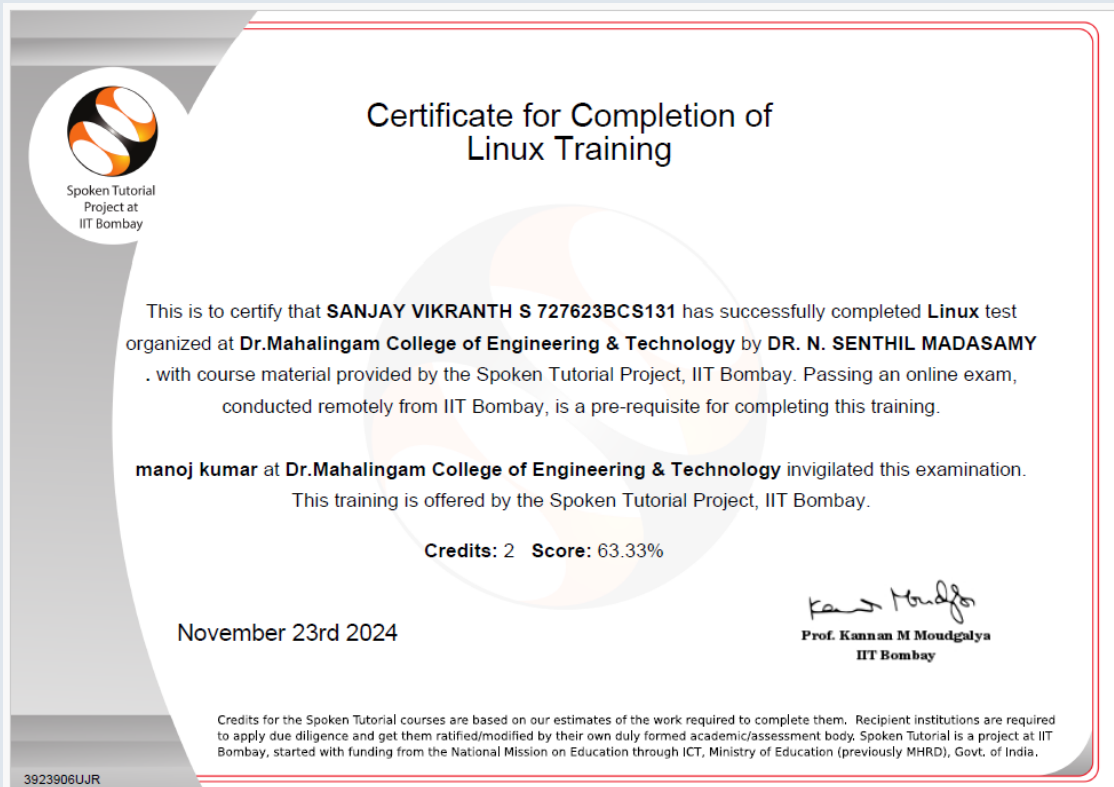 Spoken Tutorial
Project at
IIT Bombay
Certificate for Completion of
Linux Training
This is to certify that SANJAY VIKRANTH S 727623BCS131 has successfully completed Linux test
organized at Dr.Mahalingam College of Engineering & Technology by DR. N. SENTHIL MADASAMY
. with course material provided by the Spoken Tutorial Project, IIT Bombay. Passing an online exam,
conducted remotely from IIT Bombay, is a pre-requisite for completing this training.
manoj kumar at Dr.Mahalingam College of Engineering & Technology invigilated this examination.
This training is offered by the Spoken Tutorial Project, IIT Bombay.
Credits: 2 Score: 63.33%
November 23rd 2024
Kannan Moudgalya
Prof. Kannan M Moudgalya
IIT Bombay
Credits for the Spoken Tutorial courses are based on our estimates of the work required to complete them. Recipient institutions are required
to apply due diligence and get them ratified/modified by their own duly formed academic/assessment body. Spoken Tutorial is a project at IIT
Bombay, started with funding from the National Mission on Education through ICT, Ministry of Education (previously MHRD), Govt. of India.
3923906UJR